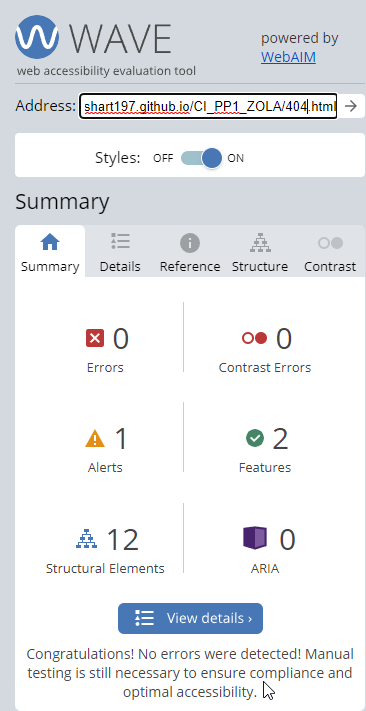 WAVE
web accessibility evaluation tool
powered by
WebAIM
Address: shart197.github.io/CI_PP1_ZOLA/404.html
Styles: OFF ON
Summary
Summary Details Reference Structure Contrast
0 0
Errors Contrast Errors
1 2
Alerts Features
12 0
Structural Elements ARIA
View details ›
Congratulations! No errors were detected! Manual
testing is still necessary to ensure compliance and
optimal accessibility.